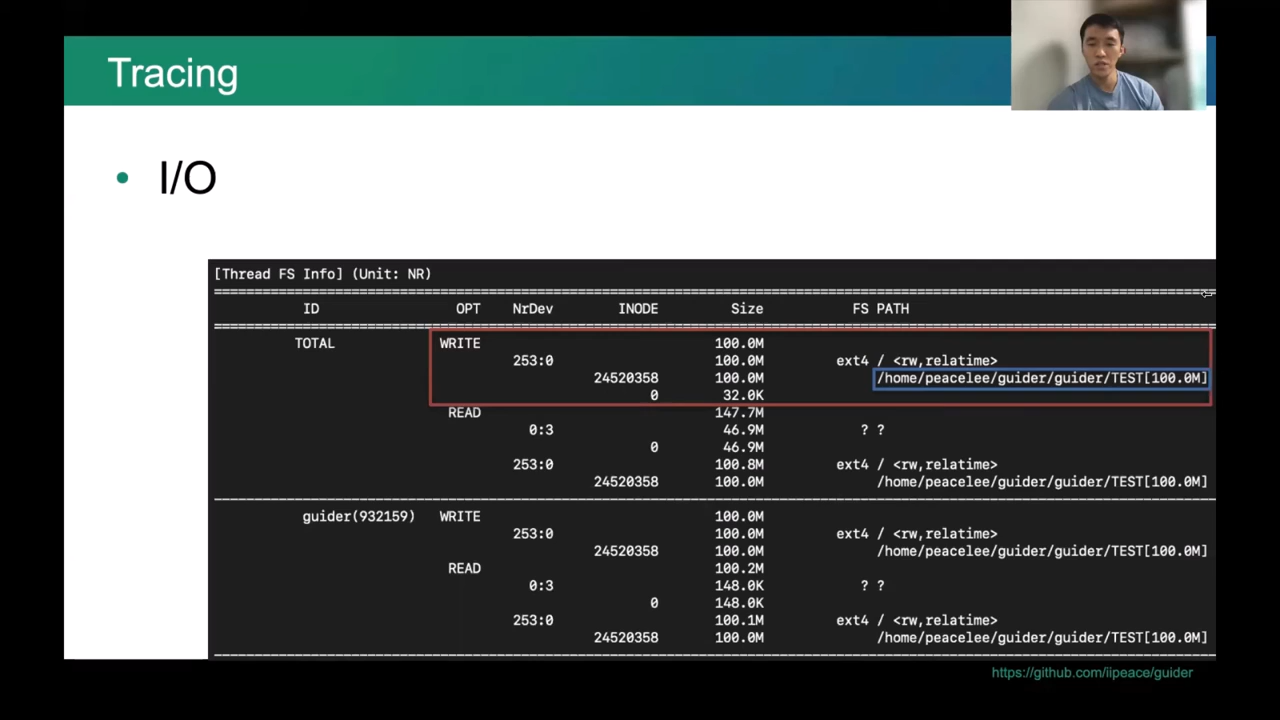 Tracing
• I/O
[Thread FS Info] (Unit: NR)
ID OPT NrDev INODE Size FS PATH
TOTAL WRITE 100.0M
253:0 100.0M ext4 / <rw,relatime>
24520358 100.0M /home/peacelee/guider/guider/TEST[100.0M]
0 32.0K
READ 147.7M
0:3 46.9M ? ?
0 46.9M
253:0 100.8M ext4 / <rw,relatime>
24520358 100.0M /home/peacelee/guider/guider/TEST[100.0M]
guider(932159) WRITE 100.0M
253:0 100.0M ext4 / <rw,relatime>
24520358 100.0M /home/peacelee/guider/guider/TEST[100.0M]
READ 100.2M
0:3 148.0K ? ?
0 148.0K
253:0 100.1M ext4 / <rw,relatime>
24520358 100.0M /home/peacelee/guider/guider/TEST[100.0M]
https://github.com/iipeace/guider